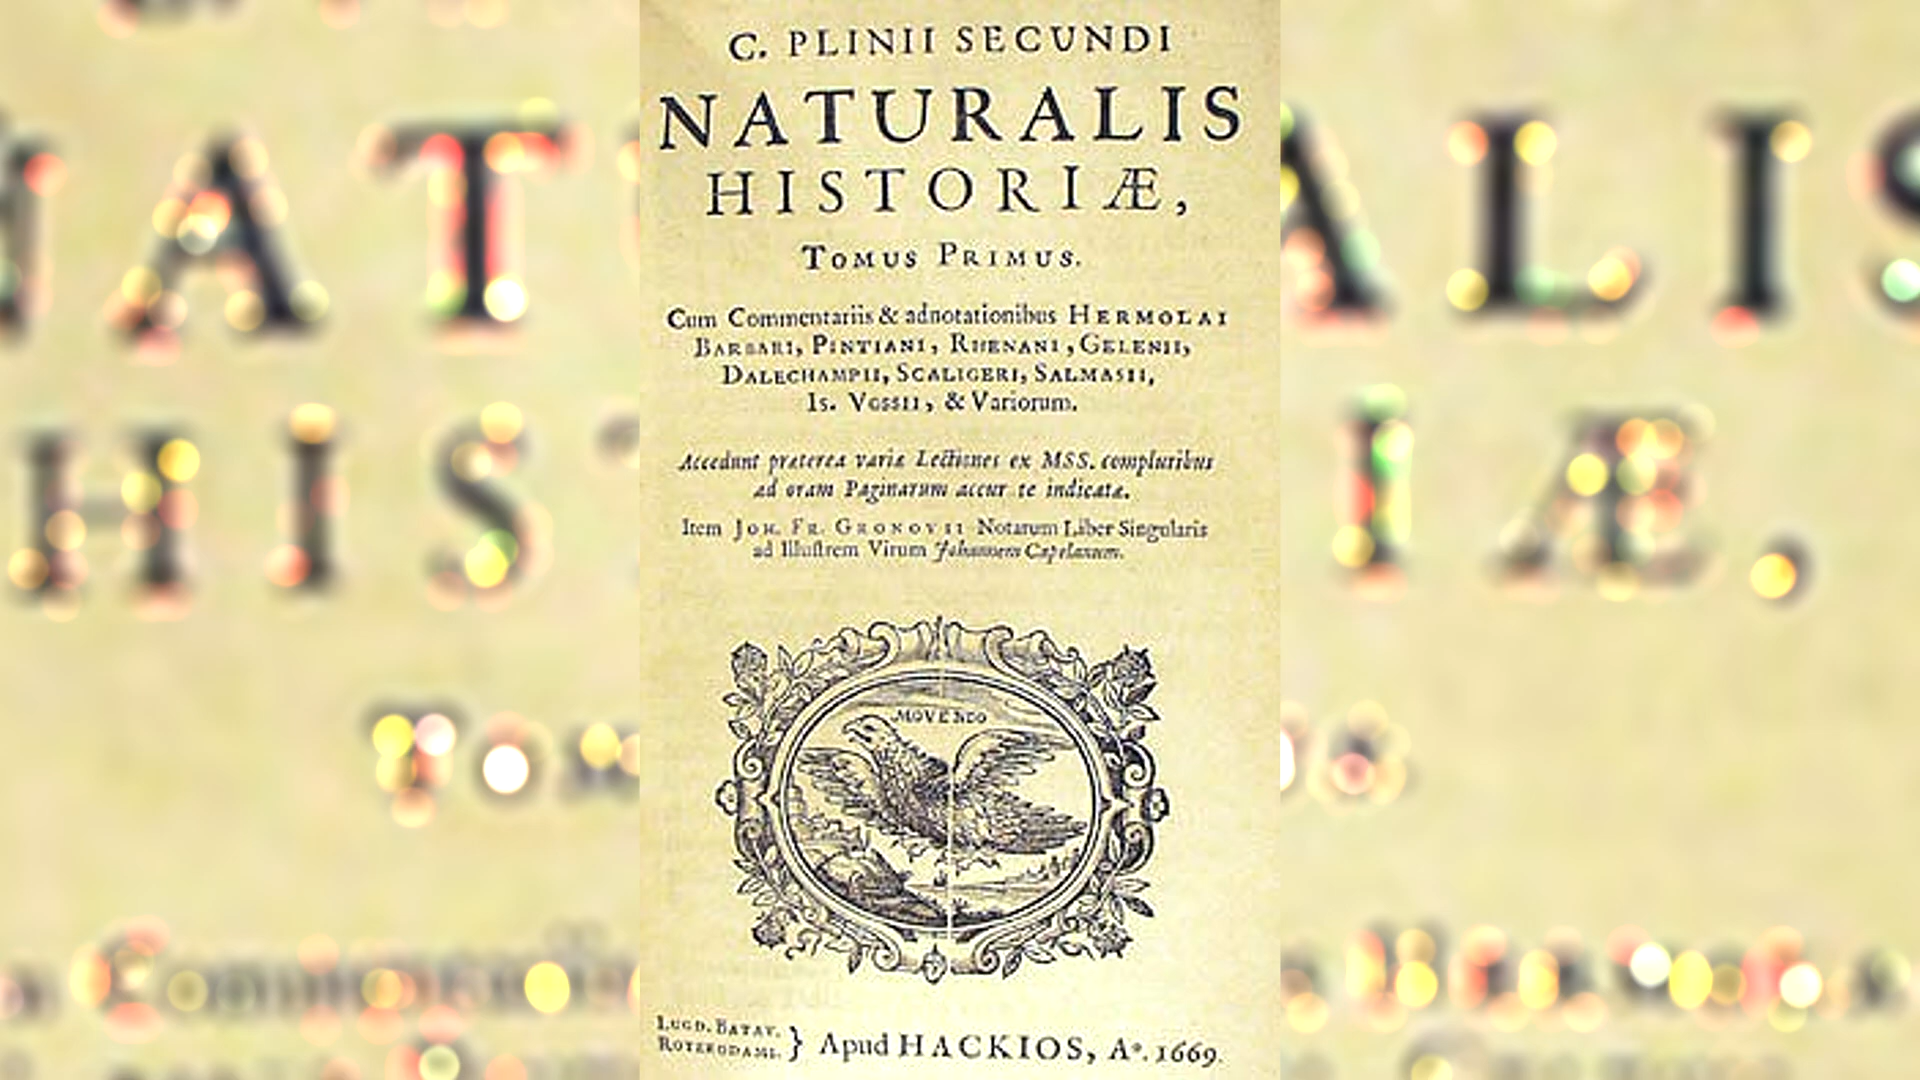 C. PLINII SECUNDI
NATURALIS
HISTORIÆ,
TOMUS PRIMUS.
Cum Commentariis & adnotationibus HERMOLAI
BARBARI, PINTIANI, RHENANI, GELENII,
DALECHAMPII, SCALIGERI, SALMASII,
Is. VOSSII, & Variorum.
Accedunt præterea variæ Lectiones ex MSS. compluribus
ad oram Paginarum accur te indicatæ.
Item JOH. FR. GRONOVII Notarum Liber Singularis
ad Illuſtrem Virum Johannem Capelanum.
MOVENDO
LUGD. BATAV.
ROTERODAMI. } Apud HACKIOS, Aº. 1669.